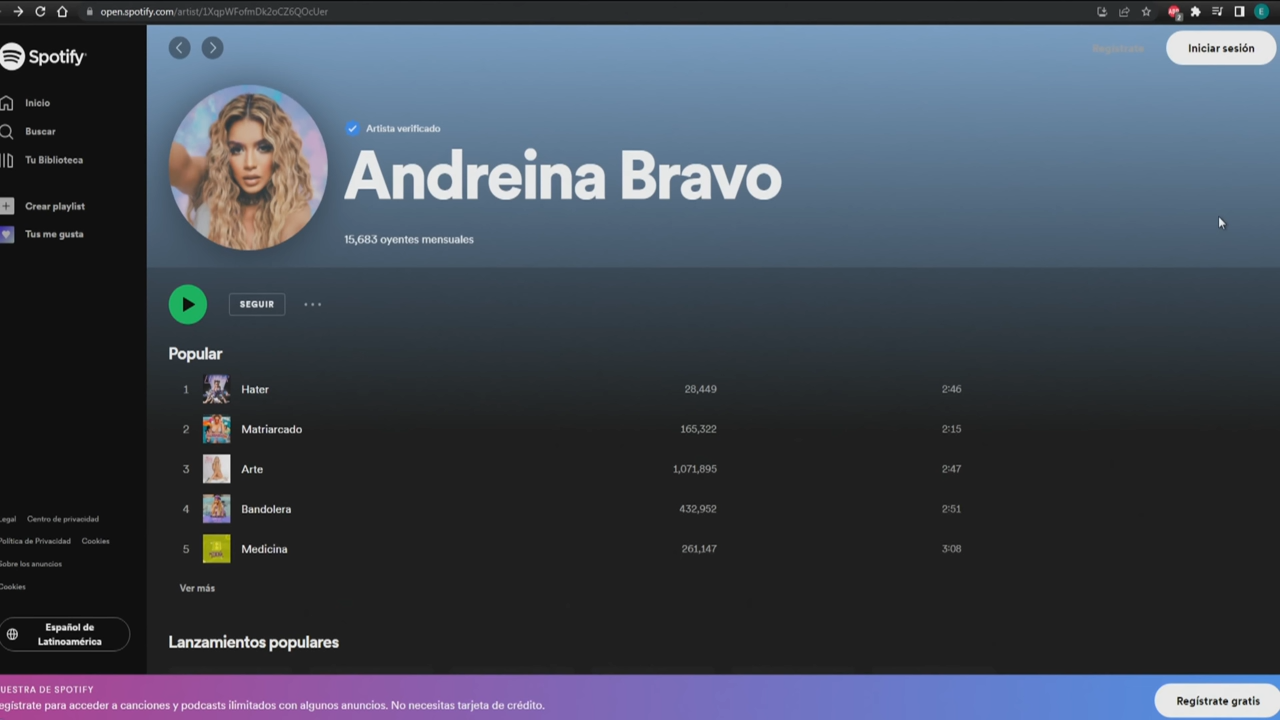 open.spotify.com/artist/1XqpWFofmDk2oCZ6QOcUer
Spotify
Inicio
Buscar
Tu Biblioteca
Crear playlist
Tus me gusta
Legal Centro de privacidad
Política de Privacidad Cookies
Sobre los anuncios
Cookies
Español de
Latinoamérica
Regístrate
Iniciar sesión
Artista verificado
Andreina Bravo
15,683 oyentes mensuales
SEGUIR
Popular
1 Hater 28,449 2:46
2 Matriarcado 165,322 2:15
3 Arte 1,071,895 2:47
4 Bandolera 432,952 2:51
5 Medicina 261,147 3:08
Ver más
Lanzamientos populares
UESTRA DE SPOTIFY
egístrate para acceder a canciones y podcasts ilimitados con algunos anuncios. No necesitas tarjeta de crédito.
Regístrate gratis